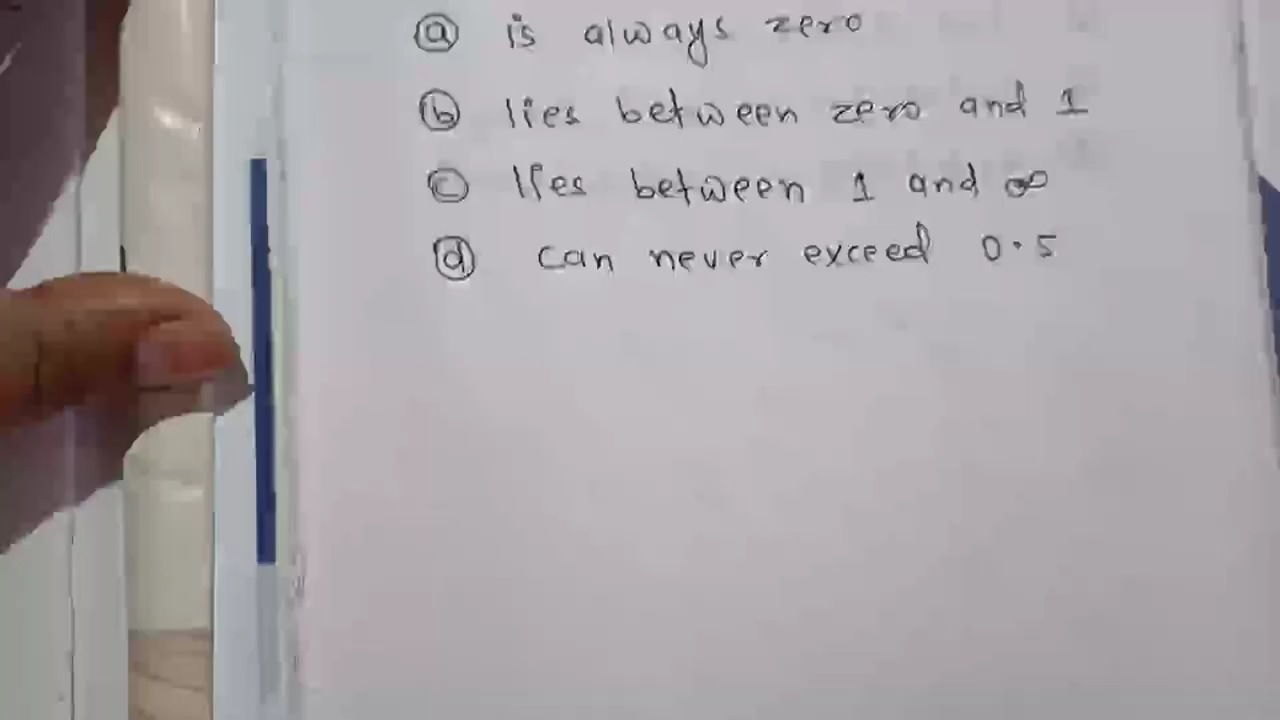 ⓐ is always zero
ⓑ lies between zero and 1
ⓒ lies between 1 and ∞
ⓓ can never exceed 0.5